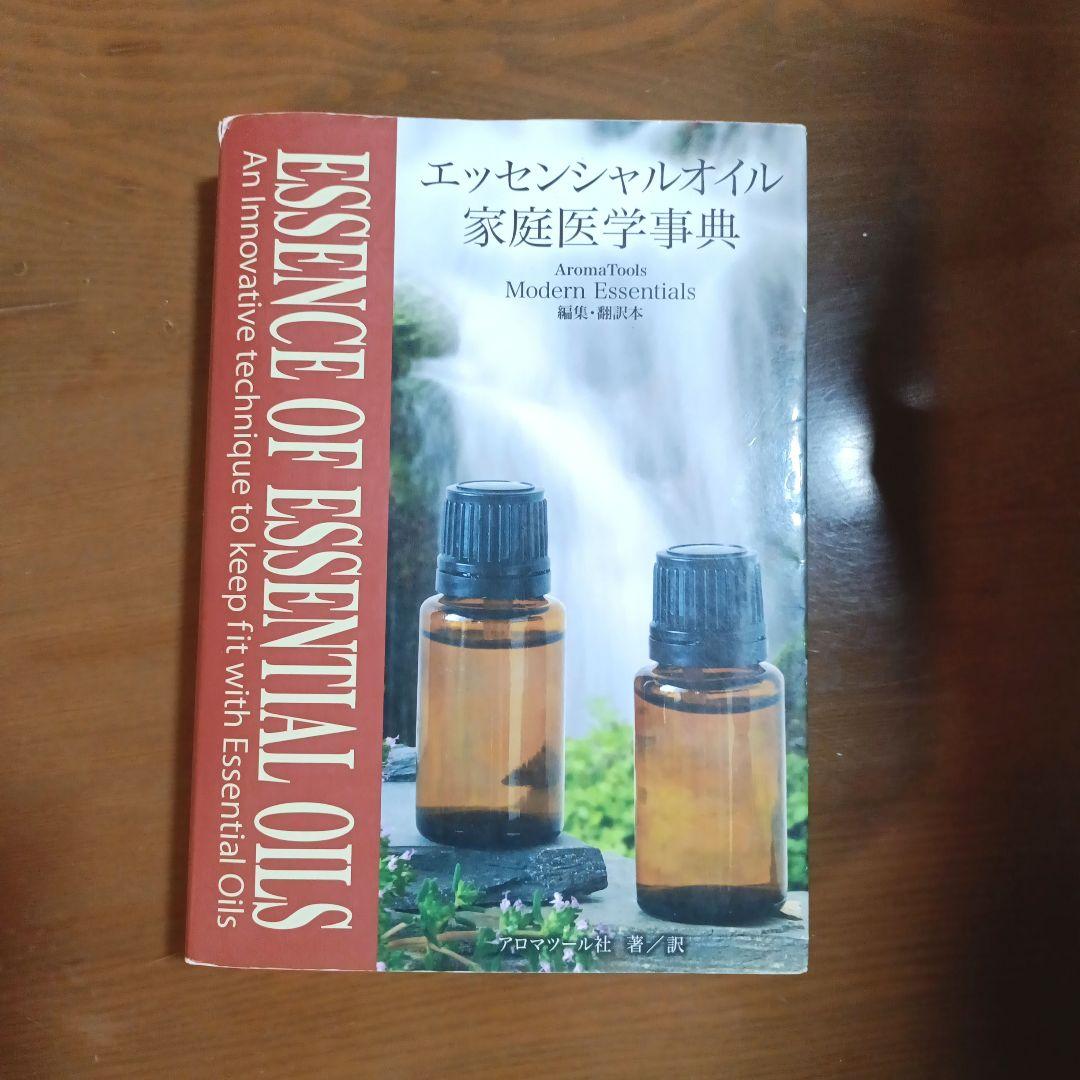 ESSENCE OF ESSENTIAL OILS
An Innovative technique to keep fit with Essential Oils
エッセンシャルオイル
家庭医学事典
AromaTools
Modern Essentials
編集・翻訳本
アロマツール社 著／訳